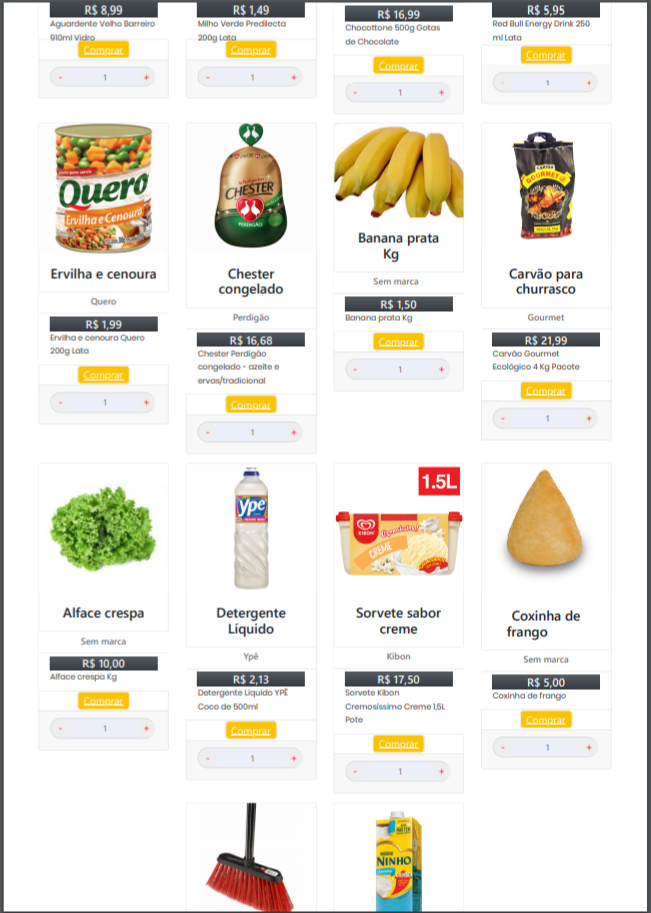 R$ 8,99
Aguardente Velho Barreiro
910ml Vidro
Comprar
- 1 +
R$ 1,49
Milho Verde Predilecta
200g Lata
Comprar
- 1 +
R$ 16,99
Chocottone 500g Gotas
de Chocolate
Comprar
- 1 +
R$ 5,95
Red Bull Energy Drink 250
ml Lata
Comprar
- 1 +
Quero
Ervilha e Cenoura
Ervilha e cenoura
Quero
R$ 1,99
Ervilha e cenoura Quero
200g Lata
Comprar
- 1 +
CHESTER
PERDIGÃO
Chester
congelado
Perdigão
R$ 16,68
Chester Perdigão
congelado - azeite e
ervas/tradicional
Comprar
- 1 +
Banana prata
Kg
Sem marca
R$ 1,50
Banana prata Kg
Comprar
- 1 +
CARVÃO
GOURMET
Carvão para
churrasco
Gourmet
R$ 21,99
Carvão Gourmet
Ecológico 4 Kg Pacote
Comprar
- 1 +
Alface crespa
Sem marca
R$ 10,00
Alface crespa Kg
Comprar
- 1 +
Ypê
Detergente
Líquido
Ypê
R$ 2,13
Detergente Líquido YPÊ
Coco de 500ml
Comprar
- 1 +
1.5L
KIBON
Cremosíssimo!
CREME
Sorvete sabor
creme
Kibon
R$ 17,50
Sorvete Kibon
Cremosíssimo Creme 1,5L
Pote
Comprar
- 1 +
Coxinha de
frango
Sem marca
R$ 5,00
Coxinha de frango
Comprar
- 1 +
Nestlé
NINHO